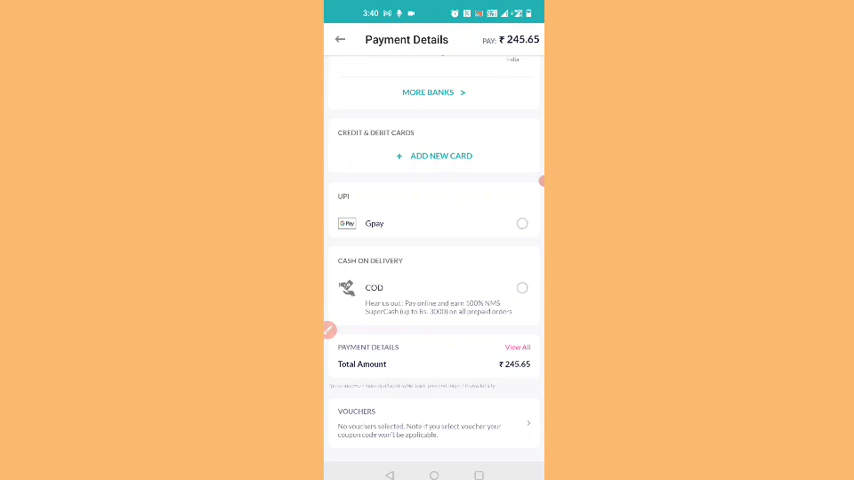 3:40
Payment Details
PAY: ₹ 245.65
India
MORE BANKS >
CREDIT & DEBIT CARDS
+ ADD NEW CARD
UPI
G Pay Gpay
CASH ON DELIVERY
COD
Hear us out: Pay online and earn 100% NMS
SuperCash (up to Rs. 3000) on all prepaid orders
PAYMENT DETAILS
View All
Total Amount
₹ 245.65
VOUCHERS
No vouchers selected. Note if you select voucher your
coupon code won't be applicable.